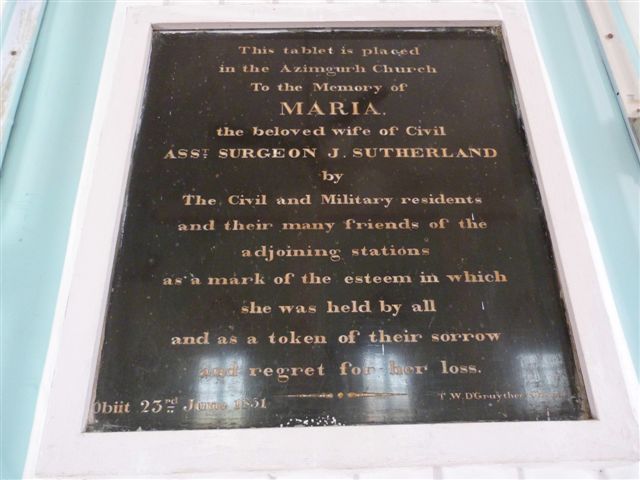 This tablet is placed
in the Azimgurh Church
To the Memory of
MARIA.
the beloved wife of Civil
ASST. SURGEON J. SUTHERLAND
by
The Civil and Military residents
and their many friends of the
adjoining stations
as a mark of the esteem in which
she was held by all
and as a token of their sorrow
and regret for her loss.
Obiit 23rd June 1851
T. W. D'Gruyther